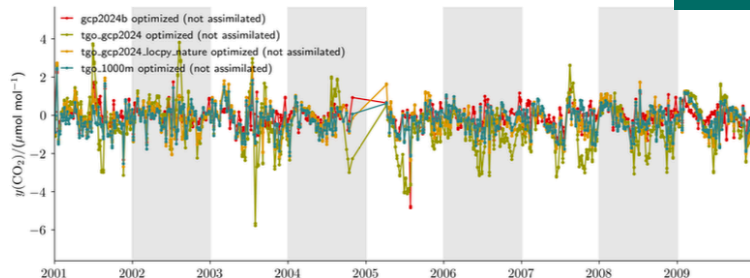 gcp2024b optimized (not assimilated)
tgo_gcp2024 optimized (not assimilated)
tgo_gcp2024_locpy_nature optimized (not assimilated)
tgo_1000m optimized (not assimilated)
y(CO₂)/(μmol mol⁻¹)
4
2
0
−2
−4
−6
2001 2002 2003 2004 2005 2006 2007 2008 2009